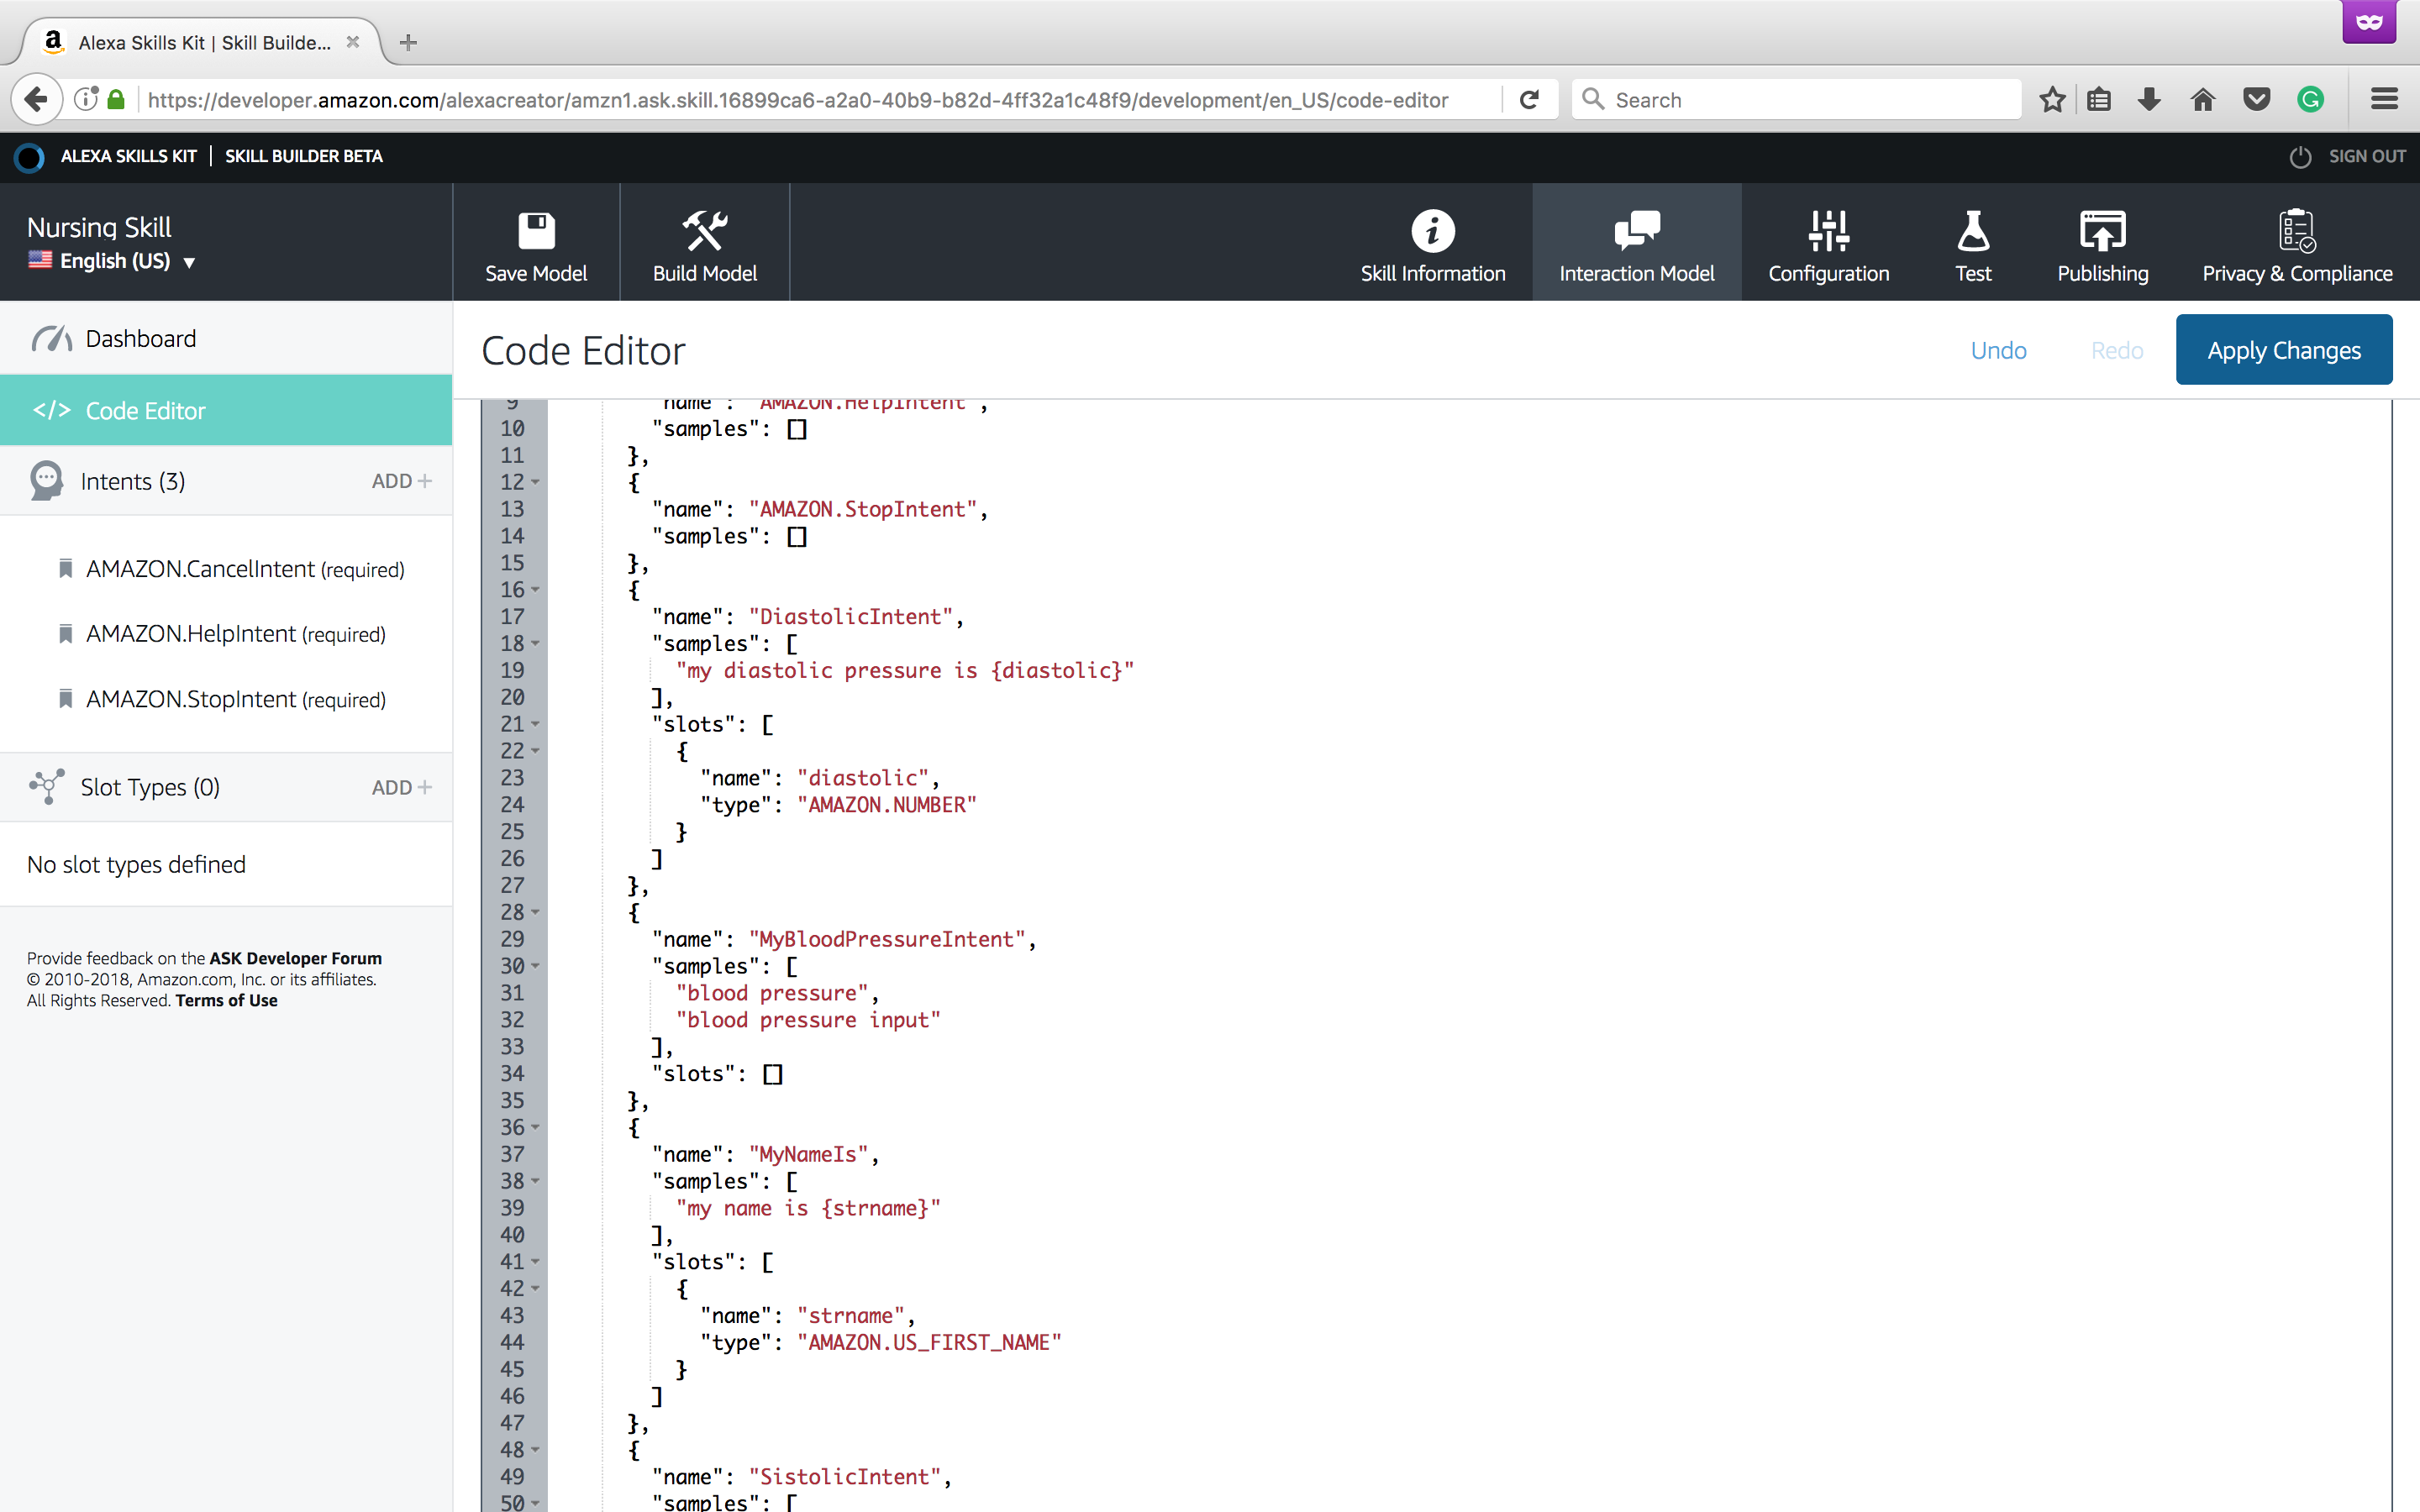 Alexa Skills Kit | Skill Builde...
https://developer.amazon.com/alexacreator/amzn1.ask.skill.16899ca6-a2a0-40b9-b82d-4ff32a1c48f9/development/en_US/code-editor
Search
ALEXA SKILLS KIT | SKILL BUILDER BETA
SIGN OUT
Nursing Skill
English (US)
Save Model
Build Model
Skill Information
Interaction Model
Configuration
Test
Publishing
Privacy & Compliance
Dashboard
</> Code Editor
Intents (3)
ADD +
AMAZON.CancelIntent (required)
AMAZON.HelpIntent (required)
AMAZON.StopIntent (required)
Slot Types (0)
ADD +
No slot types defined
Provide feedback on the ASK Developer Forum
© 2010-2018, Amazon.com, Inc. or its affiliates.
All Rights Reserved. Terms of Use
Code Editor
Undo
Redo
Apply Changes
9 "name": "AMAZON.HelpIntent",
10 "samples": []
11 },
12 {
13 "name": "AMAZON.StopIntent",
14 "samples": []
15 },
16 {
17 "name": "DiastolicIntent",
18 "samples": [
19 "my diastolic pressure is {diastolic}"
20 ],
21 "slots": [
22 {
23 "name": "diastolic",
24 "type": "AMAZON.NUMBER"
25 }
26 ]
27 },
28 {
29 "name": "MyBloodPressureIntent",
30 "samples": [
31 "blood pressure",
32 "blood pressure input"
33 ],
34 "slots": []
35 },
36 {
37 "name": "MyNameIs",
38 "samples": [
39 "my name is {strname}"
40 ],
41 "slots": [
42 {
43 "name": "strname",
44 "type": "AMAZON.US_FIRST_NAME"
45 }
46 ]
47 },
48 {
49 "name": "SistolicIntent",
50 "samples": [